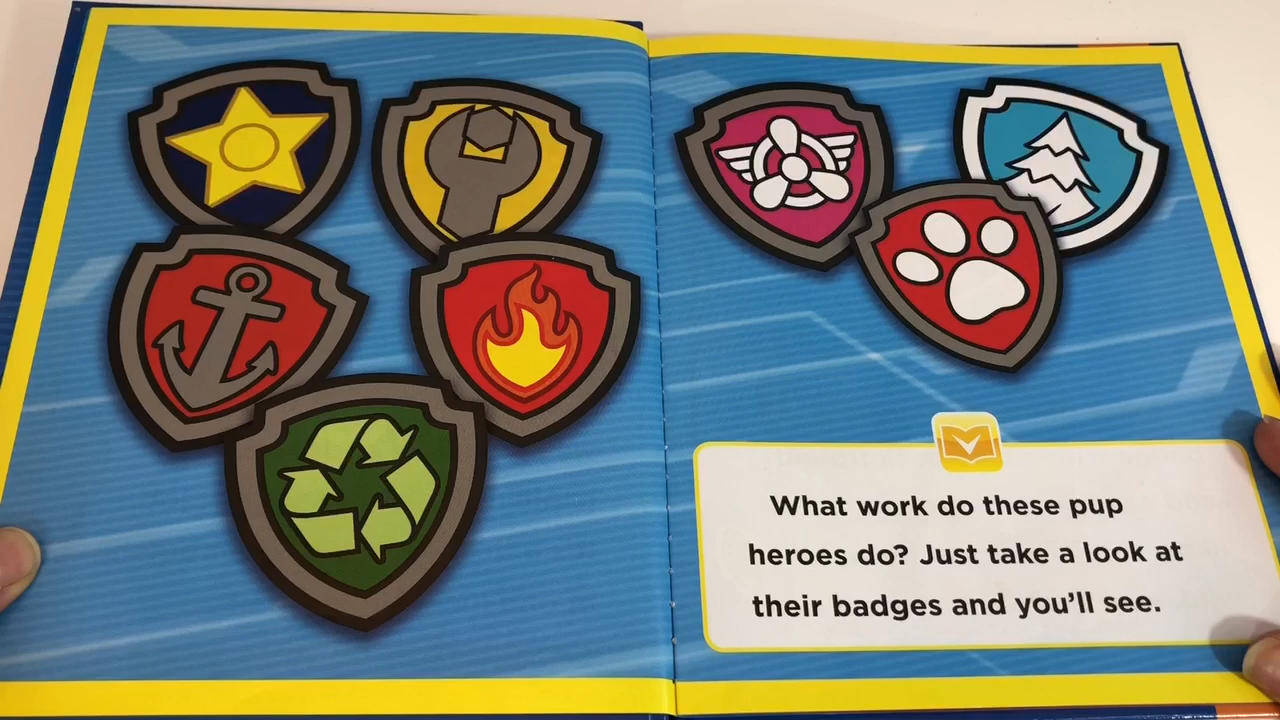 What work do these pup
heroes do? Just take a look at
their badges and you'll see.